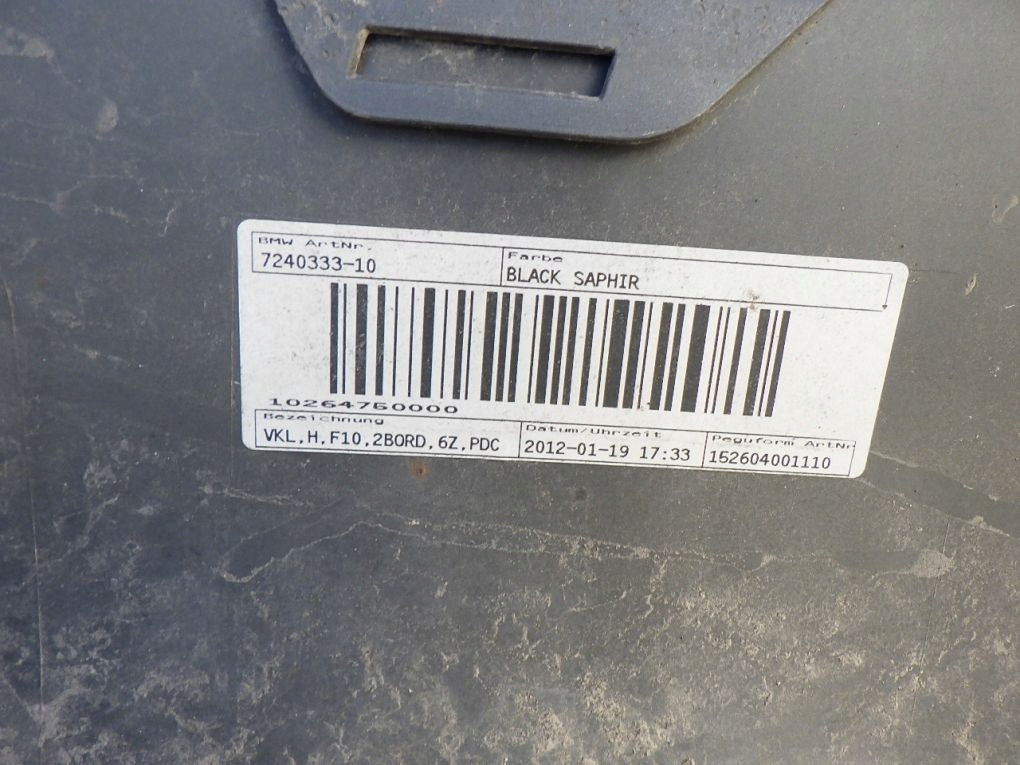 BMW ArtNr.
7240333-10
Farbe
BLACK SAPHIR
10264750000
Bezeichnung
VKL,H,F10,2BORD,6Z,PDC
Datum/Uhrzeit
2012-01-19 17:33
Peguform ArtNr
152604001110